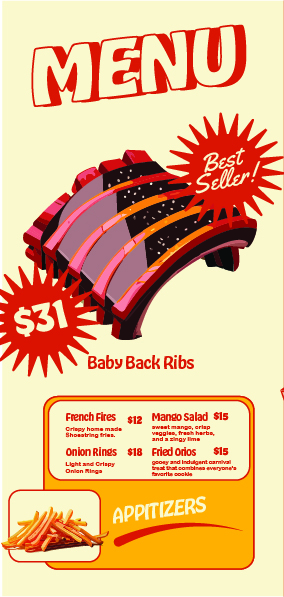 MENU
Best
Seller!
$31
Baby Back Ribs
French Fires $12
Crispy home made
Shoestring fries.
Mango Salad $15
sweet mango, crisp
veggies, fresh herbs,
and a zingy lime
Onion Rings $18
Light and Crispy
Onion Rings
Fried Orios $15
gooey and indulgent carnival
treat that combines everyone's
favorite cookie
APPITIZERS